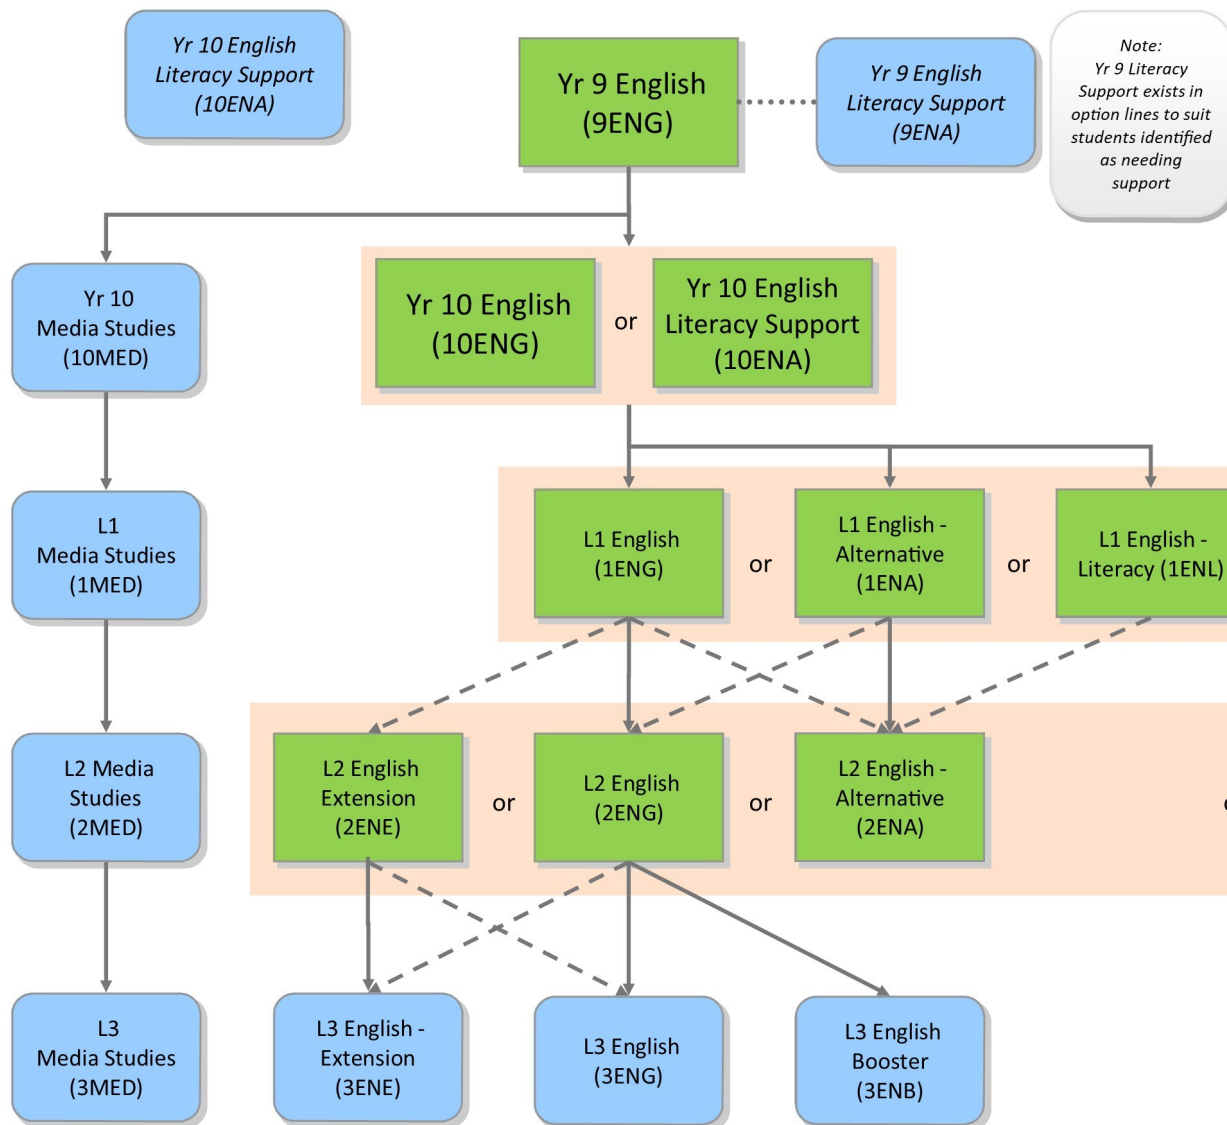 Yr 10 English
Literacy Support
(10ENA)
Yr 9 English
(9ENG)
Yr 9 English
Literacy Support
(9ENA)
Note:
Yr 9 Literacy
Support exists in
option lines to suit
students identified
as needing
support
Yr 10
Media Studies
(10MED)
Yr 10 English
(10ENG)
or
Yr 10 English
Literacy Support
(10ENA)
L1
Media Studies
(1MED)
L1 English
(1ENG)
or
L1 English -
Alternative
(1ENA)
or
L1 English -
Literacy (1ENL)
L2 Media
Studies
(2MED)
L2 English
Extension
(2ENE)
or
L2 English
(2ENG)
or
L2 English -
Alternative
(2ENA)
L3
Media Studies
(3MED)
L3 English -
Extension
(3ENE)
L3 English
(3ENG)
L3 English
Booster
(3ENB)